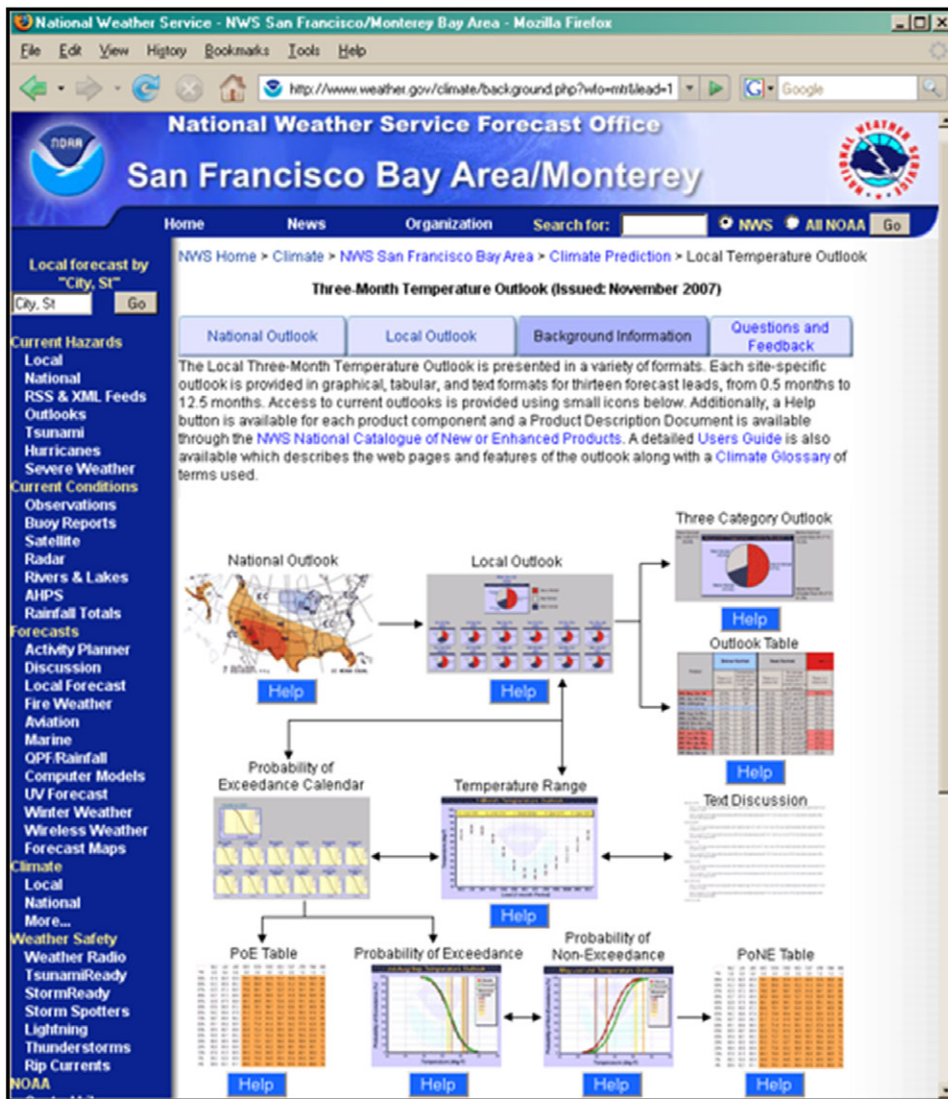 National Weather Service - NWS San Francisco/Monterey Bay Area - Mozilla Firefox
File Edit View History Bookmarks Tools Help
http://www.weather.gov/climate/background.php?wfo=mtr&lead=1
Google
NOAA
National Weather Service Forecast Office
San Francisco Bay Area/Monterey
NATIONAL WEATHER SERVICE
Home News Organization Search for: NWS All NOAA Go
Local forecast by
"City, St"
City, St Go
Current Hazards
Local
National
RSS & XML Feeds
Outlooks
Tsunami
Hurricanes
Severe Weather
Current Conditions
Observations
Buoy Reports
Satellite
Radar
Rivers & Lakes
AHPS
Rainfall Totals
Forecasts
Activity Planner
Discussion
Local Forecast
Fire Weather
Aviation
Marine
QPF/Rainfall
Computer Models
UV Forecast
Winter Weather
Wireless Weather
Forecast Maps
Climate
Local
National
More...
Weather Safety
Weather Radio
TsunamiReady
StormReady
Storm Spotters
Lightning
Thunderstorms
Rip Currents
NOAA
NWS Home > Climate > NWS San Francisco Bay Area > Climate Prediction > Local Temperature Outlook
Three-Month Temperature Outlook (Issued: November 2007)
National Outlook
Local Outlook
Background Information
Questions and
Feedback
The Local Three-Month Temperature Outlook is presented in a variety of formats. Each site-specific
outlook is provided in graphical, tabular, and text formats for thirteen forecast leads, from 0.5 months to
12.5 months. Access to current outlooks is provided using small icons below. Additionally, a Help
button is available for each product component and a Product Description Document is available
through the NWS National Catalogue of New or Enhanced Products. A detailed Users Guide is also
available which describes the web pages and features of the outlook along with a Climate Glossary of
terms used.
National Outlook
Help
Local Outlook
Help
Three Category Outlook
Help
Outlook Table
Help
Probability of
Exceedance Calendar
Temperature Range
Help
Text Discussion
PoE Table
Help
Probability of Exceedance
Help
Probability of
Non-Exceedance
Help
PoNE Table
Help